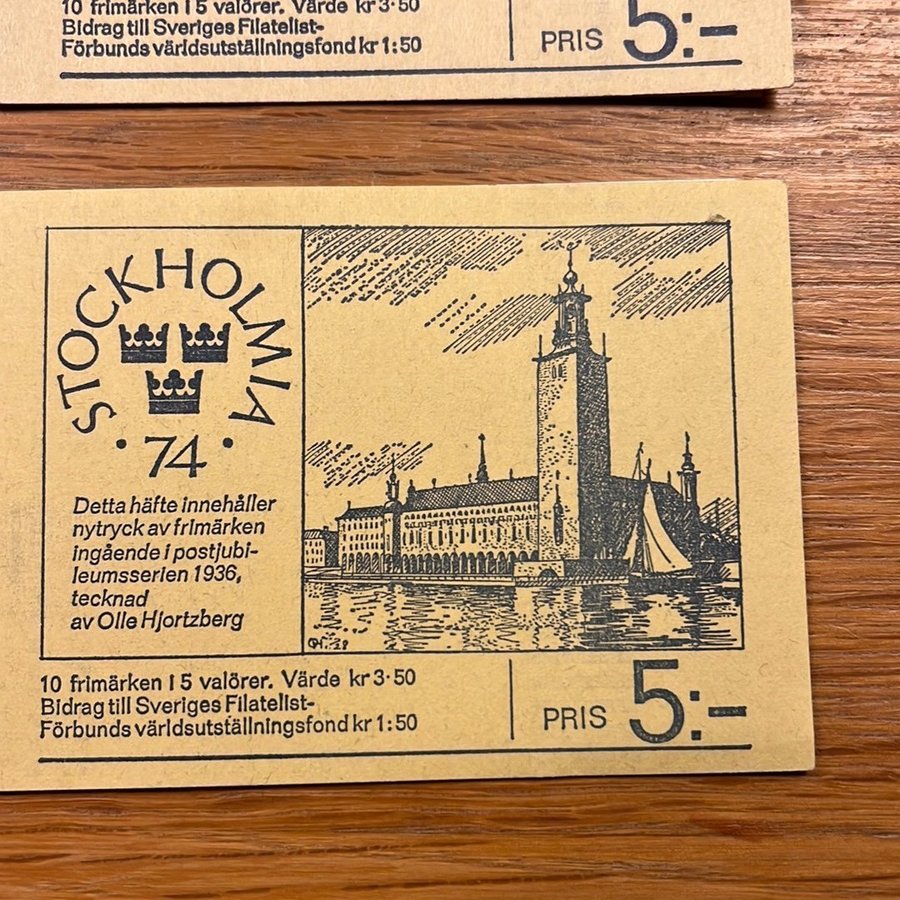 10 frimärken i 5 valörer. Värde kr 3·50
Bidrag till Sveriges Filatelist-
Förbunds världsutställningsfond kr 1:50
PRIS 5:-
STOCKHOLMIA
·74·
Detta häfte innehåller
nytryck av frimärken
ingående i postjubi-
leumsserien 1936,
tecknad
av Olle Hjortzberg
10 frimärken i 5 valörer. Värde kr 3·50
Bidrag till Sveriges Filatelist-
Förbunds världsutställningsfond kr 1:50
PRIS 5:-